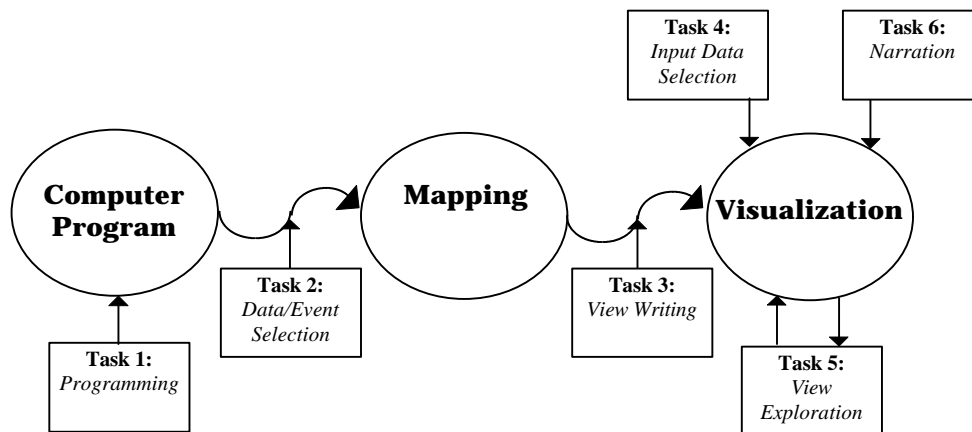 Task 4:
Input Data
Selection
Task 6:
Narration
Computer
Program
Mapping
Visualization
Task 2:
Data/Event
Selection
Task 3:
View Writing
Task 1:
Programming
Task 5:
View
Exploration